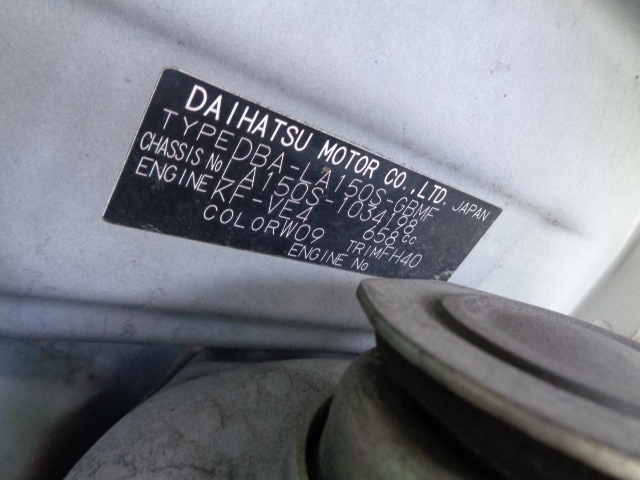 DAIHATSU MOTOR CO., LTD. JAPAN
TYPE DBA-LA150S-GBMF
CHASSIS No LA150S-1034198
ENGINE KF-VE4 658cc
COLOR W09 TRIM FH40
ENGINE No